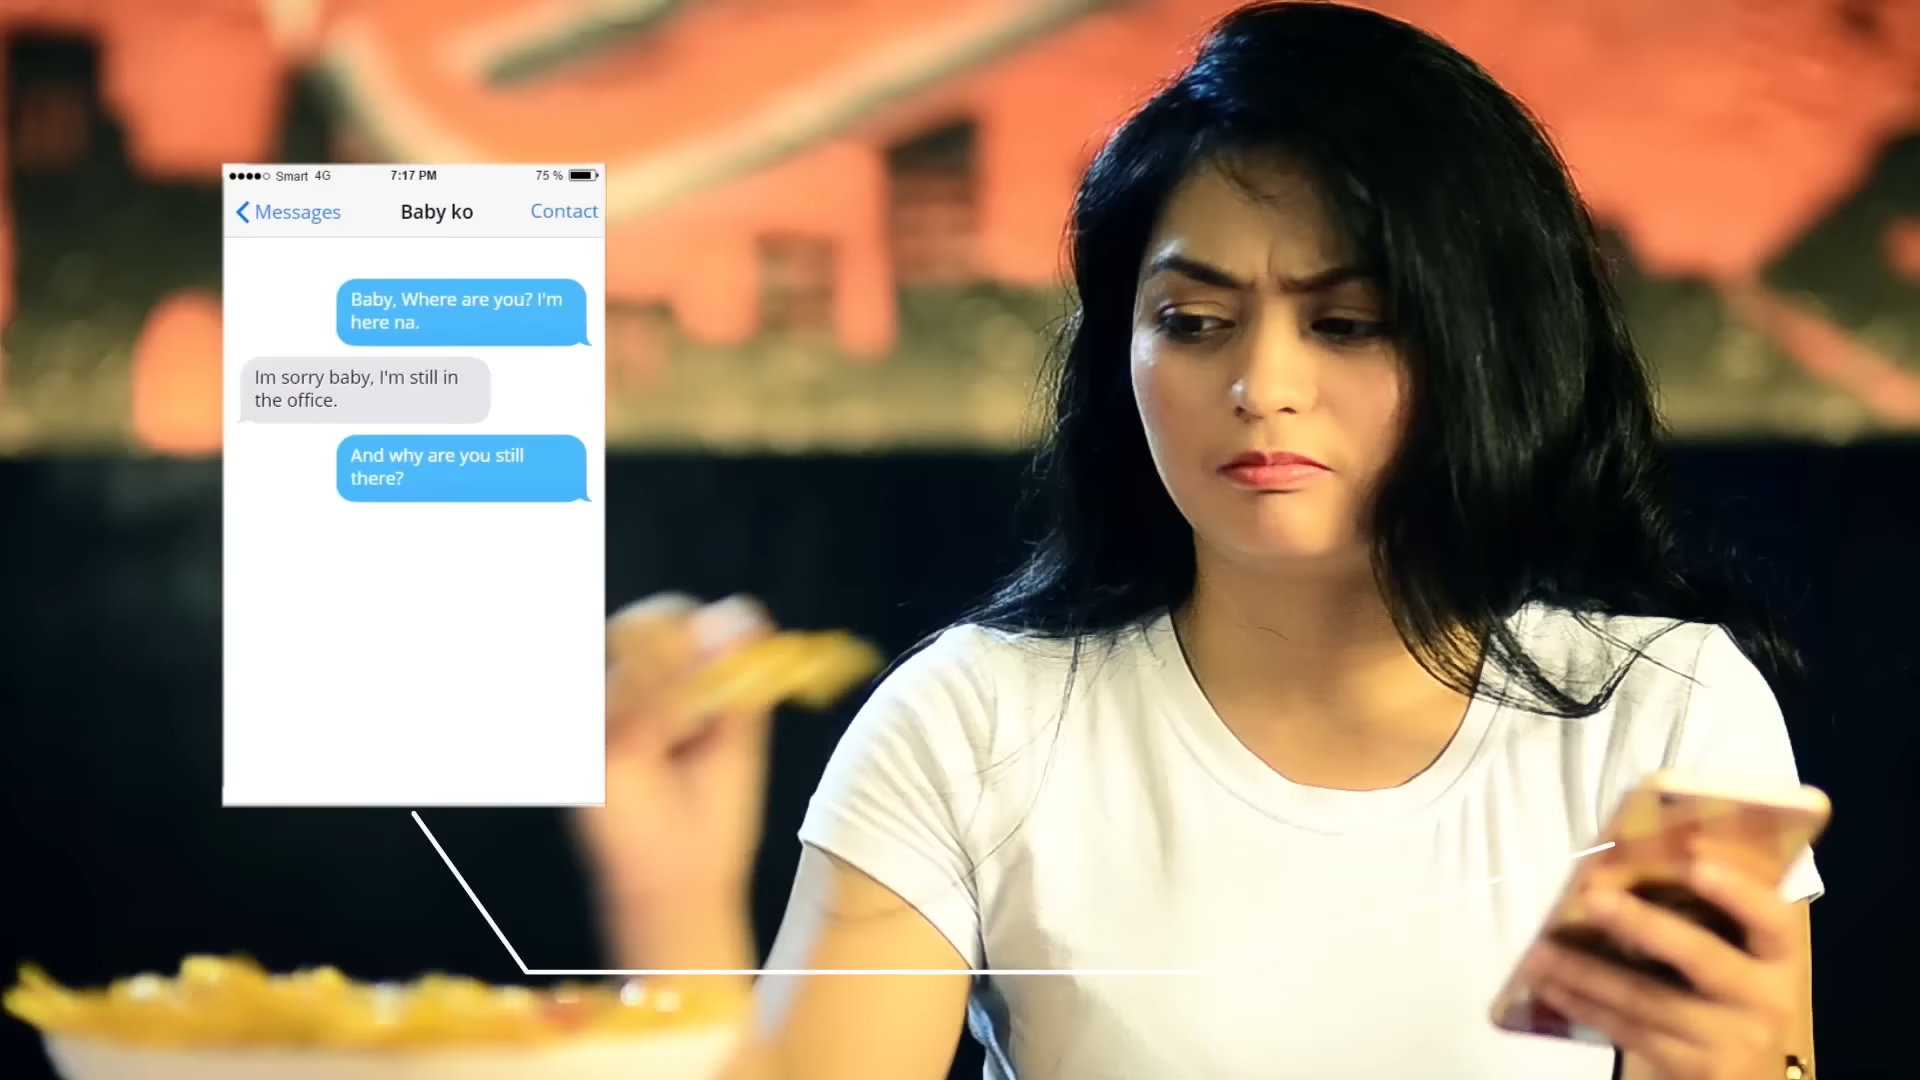 Smart 4G 7:17 PM 75 %
Messages Baby ko Contact
Baby, Where are you? I'm
here na.
Im sorry baby, I'm still in
the office.
And why are you still
there?